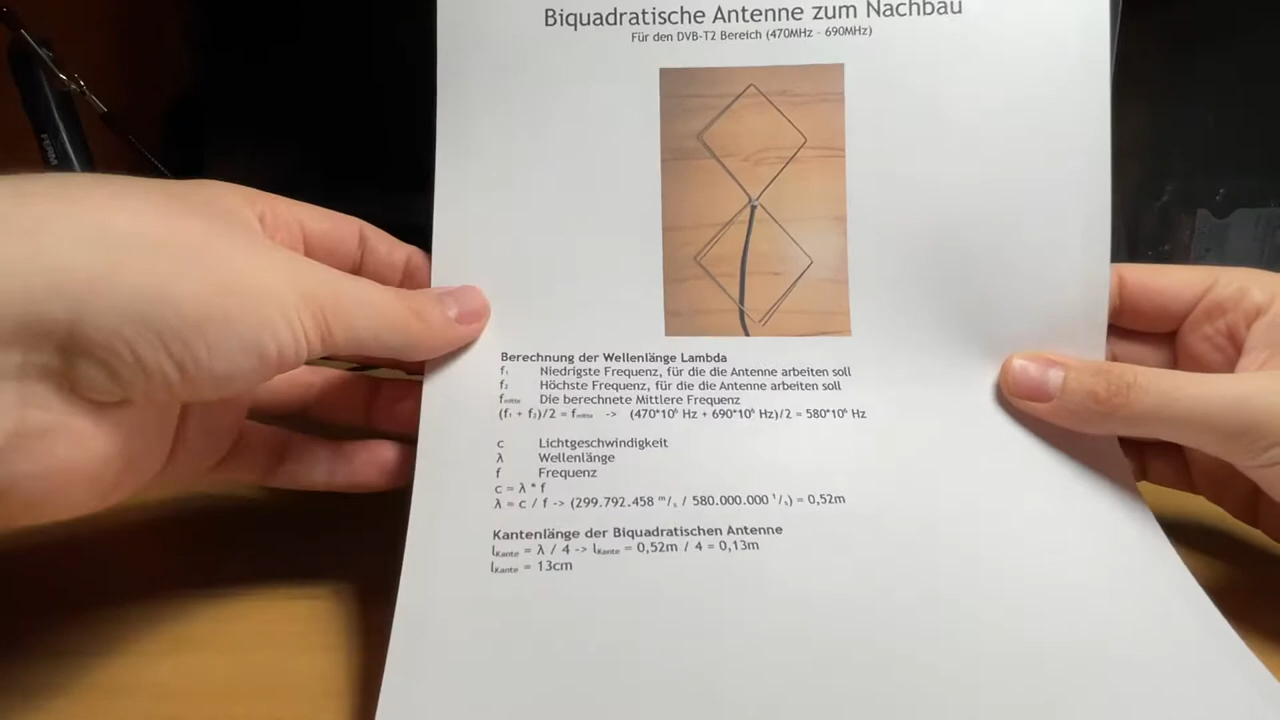 Biquadratische Antenne zum Nachbau
Für den DVB-T2 Bereich (470MHz - 690MHz)
FERM
Berechnung der Wellenlänge Lambda
f₁ Niedrigste Frequenz, für die die Antenne arbeiten soll
f₂ Höchste Frequenz, für die die Antenne arbeiten soll
fₘᵢₜₜₑ Die berechnete Mittlere Frequenz
(f₁ + f₂)/2 = fₘᵢₜₜₑ -> (470*10⁶ Hz + 690*10⁶ Hz)/2 = 580*10⁶ Hz
c Lichtgeschwindigkeit
λ Wellenlänge
f Frequenz
c = λ * f
λ = c / f -> (299.792.458 ᵐ/ₛ / 580.000.000 ¹/ₛ) = 0,52m
Kantenlänge der Biquadratischen Antenne
lKante = λ / 4 -> lKante = 0,52m / 4 = 0,13m
lKante = 13cm